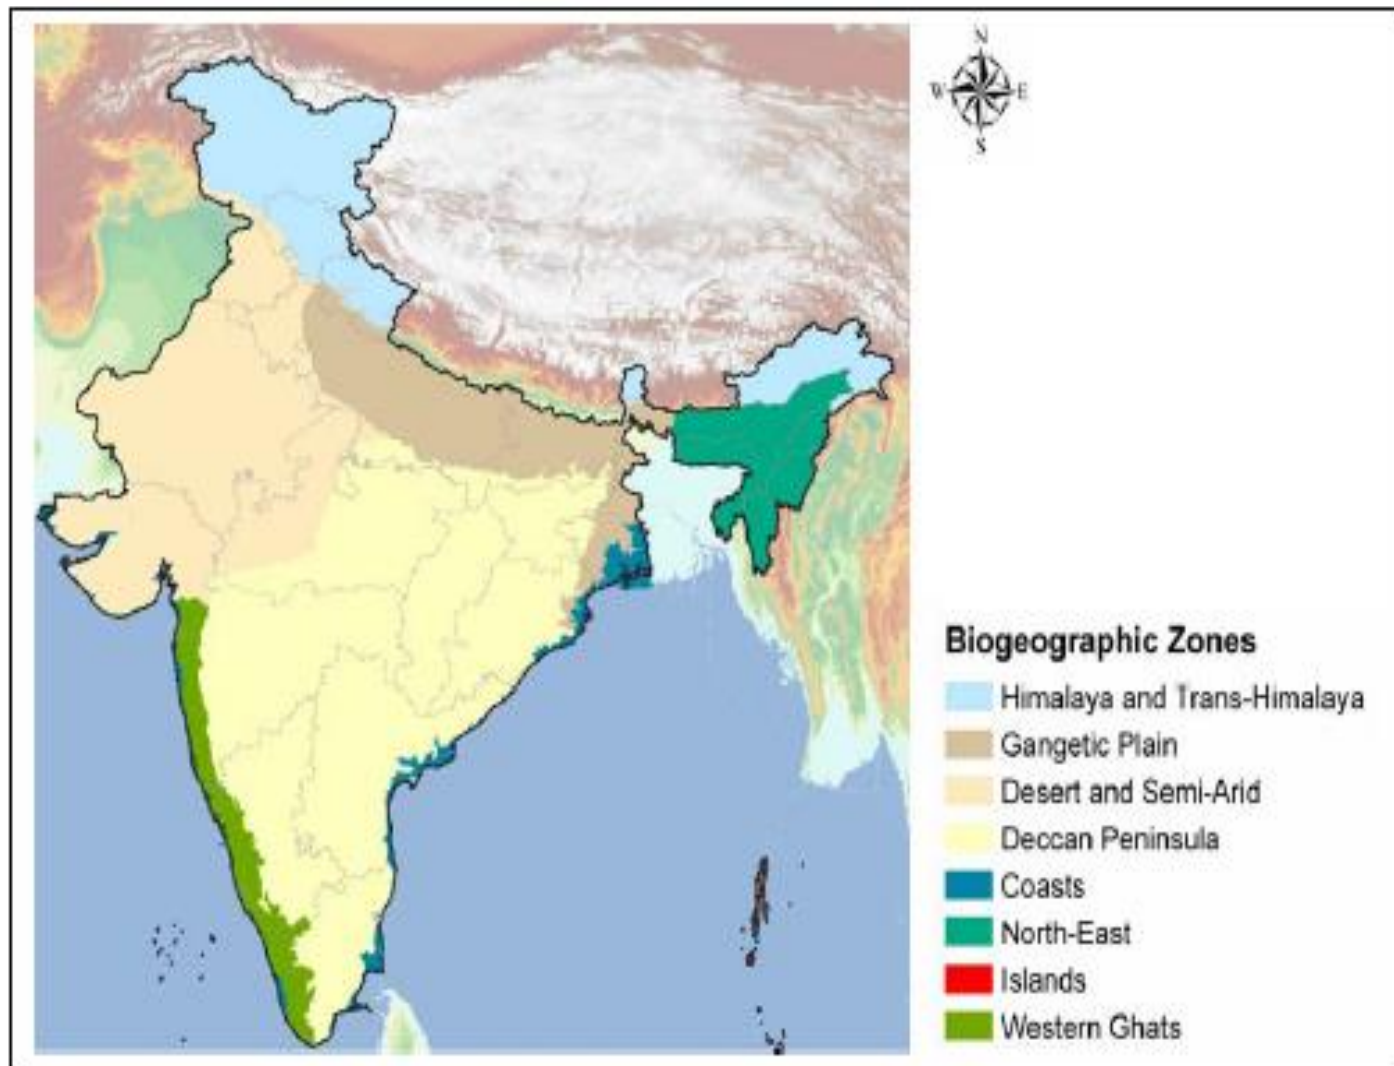 N
W E
S
Biogeographic Zones
Himalaya and Trans-Himalaya
Gangetic Plain
Desert and Semi-Arid
Deccan Peninsula
Coasts
North-East
Islands
Western Ghats